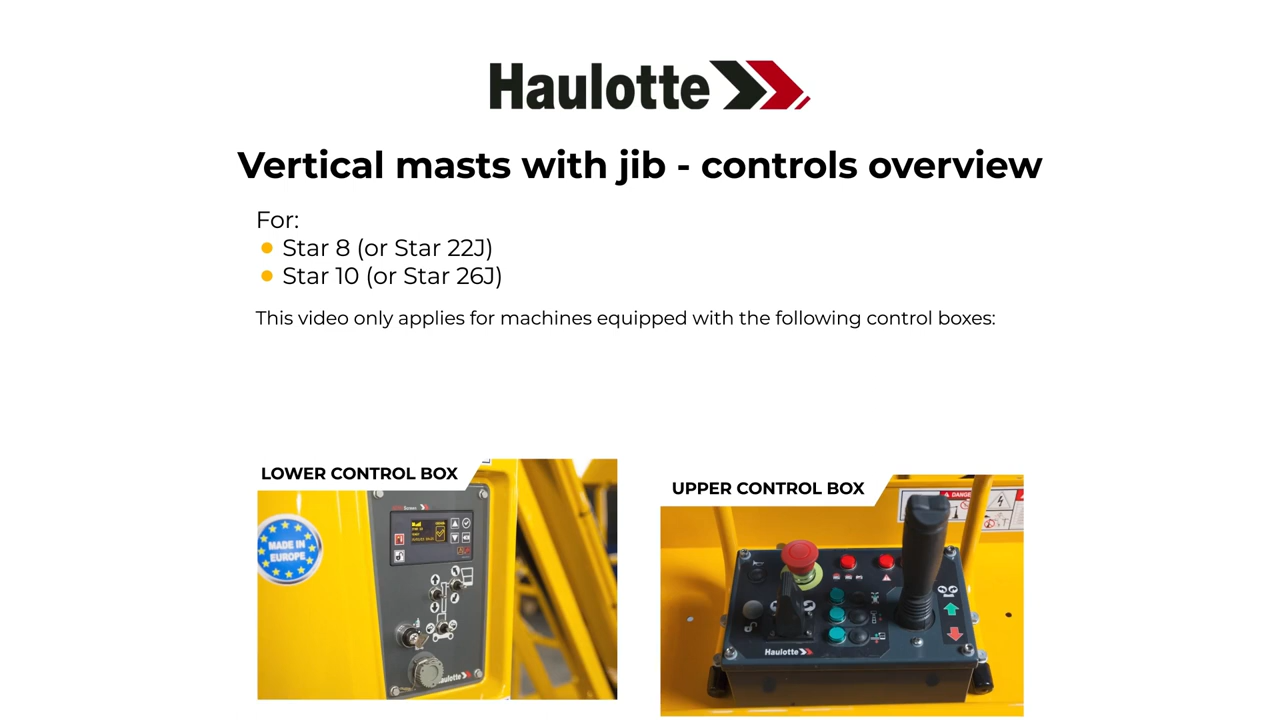 Haulotte
Vertical masts with jib - controls overview
For:
Star 8 (or Star 22J)
Star 10 (or Star 26J)
This video only applies for machines equipped with the following control boxes:
LOWER CONTROL BOX
UPPER CONTROL BOX
DANGER
MADE IN
EUROPE
Haulotte